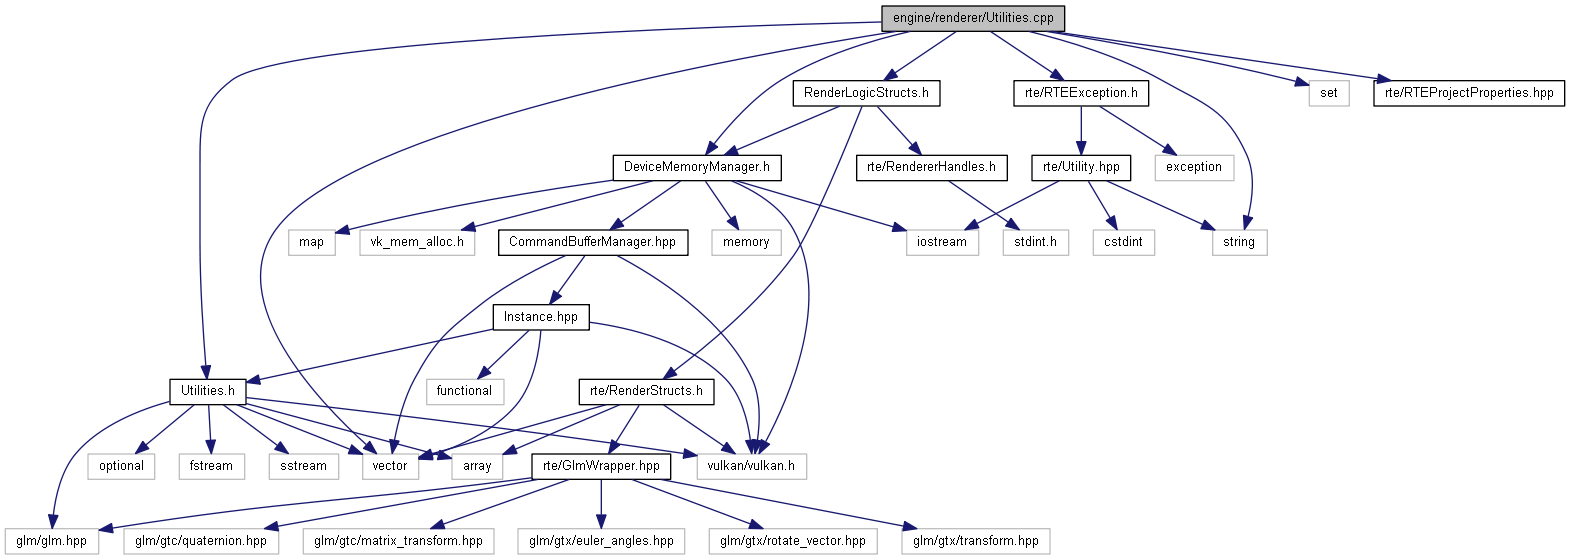 engine/renderer/Utilities.cpp
RenderLogicStructs.h
rte/RTEException.h
set
rte/RTEProjectProperties.hpp
DeviceMemoryManager.h
rte/RendererHandles.h
rte/Utility.hpp
exception
map
vk_mem_alloc.h
CommandBufferManager.hpp
memory
iostream
stdint.h
cstdint
string
Instance.hpp
Utilities.h
functional
rte/RenderStructs.h
optional
fstream
sstream
vector
array
rte/GlmWrapper.hpp
vulkan/vulkan.h
glm/glm.hpp
glm/gtc/quaternion.hpp
glm/gtc/matrix_transform.hpp
glm/gtx/euler_angles.hpp
glm/gtx/rotate_vector.hpp
glm/gtx/transform.hpp